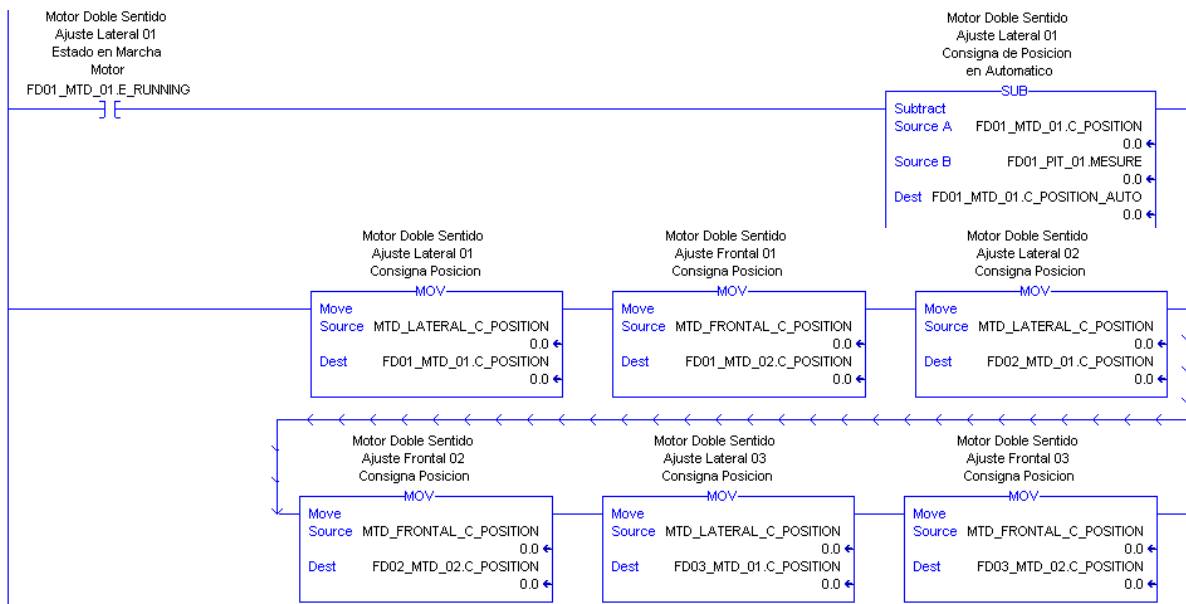 Motor Doble Sentido
Ajuste Lateral 01
Estado en Marcha
Motor
FD01_MTD_01.E_RUNNING
Motor Doble Sentido
Ajuste Lateral 01
Consigna de Posicion
en Automatico
SUB
Subtract
Source A FD01_MTD_01.C_POSITION
0.0
Source B FD01_PIT_01.MESURE
0.0
Dest FD01_MTD_01.C_POSITION_AUTO
0.0
Motor Doble Sentido
Ajuste Lateral 01
Consigna Posicion
MOV
Move
Source MTD_LATERAL_C_POSITION
0.0
Dest FD01_MTD_01.C_POSITION
0.0
Motor Doble Sentido
Ajuste Frontal 01
Consigna Posicion
MOV
Move
Source MTD_FRONTAL_C_POSITION
0.0
Dest FD01_MTD_02.C_POSITION
0.0
Motor Doble Sentido
Ajuste Lateral 02
Consigna Posicion
MOV
Move
Source MTD_LATERAL_C_POSITION
0.0
Dest FD02_MTD_01.C_POSITION
0.0
Motor Doble Sentido
Ajuste Frontal 02
Consigna Posicion
MOV
Move
Source MTD_FRONTAL_C_POSITION
0.0
Dest FD02_MTD_02.C_POSITION
0.0
Motor Doble Sentido
Ajuste Lateral 03
Consigna Posicion
MOV
Move
Source MTD_LATERAL_C_POSITION
0.0
Dest FD03_MTD_01.C_POSITION
0.0
Motor Doble Sentido
Ajuste Frontal 03
Consigna Posicion
MOV
Move
Source MTD_FRONTAL_C_POSITION
0.0
Dest FD03_MTD_02.C_POSITION
0.0